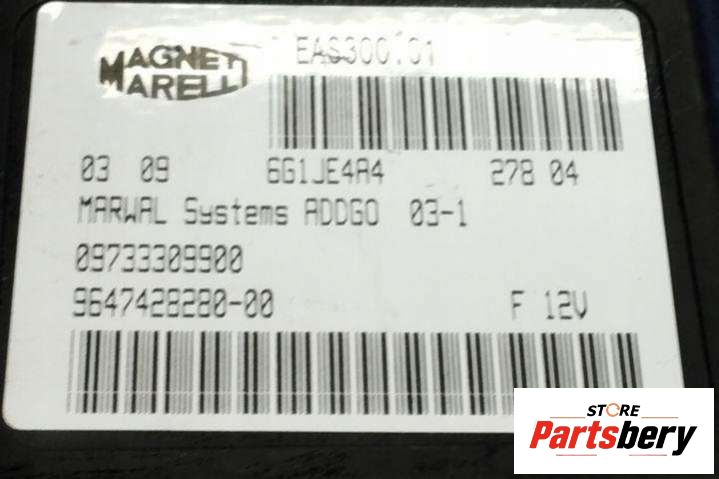 MAGNETI MARELLI
EAS300.01
03 09 6G1JE4A4 278 04
MARWAL Systems ADDGO 03-1
09733309900
9647428280-00 F 12V
STORE
Partsbery